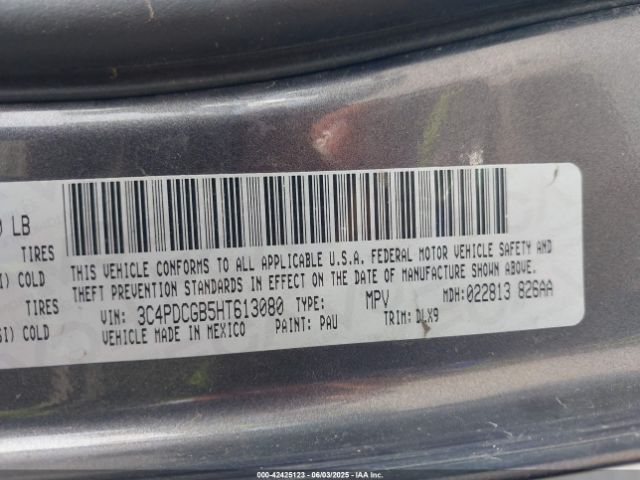 0 LB
TIRES
I) COLD
TIRES
SI) COLD
THIS VEHICLE CONFORMS TO ALL APPLICABLE U.S.A. FEDERAL MOTOR VEHICLE SAFETY AND
THEFT PREVENTION STANDARDS IN EFFECT ON THE DATE OF MANUFACTURE SHOWN ABOVE.
VIN: 3C4PDCGB5HT613080 TYPE: MPV MDH:022813 826AA
VEHICLE MADE IN MEXICO PAINT: PAU TRIM: DLX9
000-42425123 - 06/03/2025 - IAA Inc.